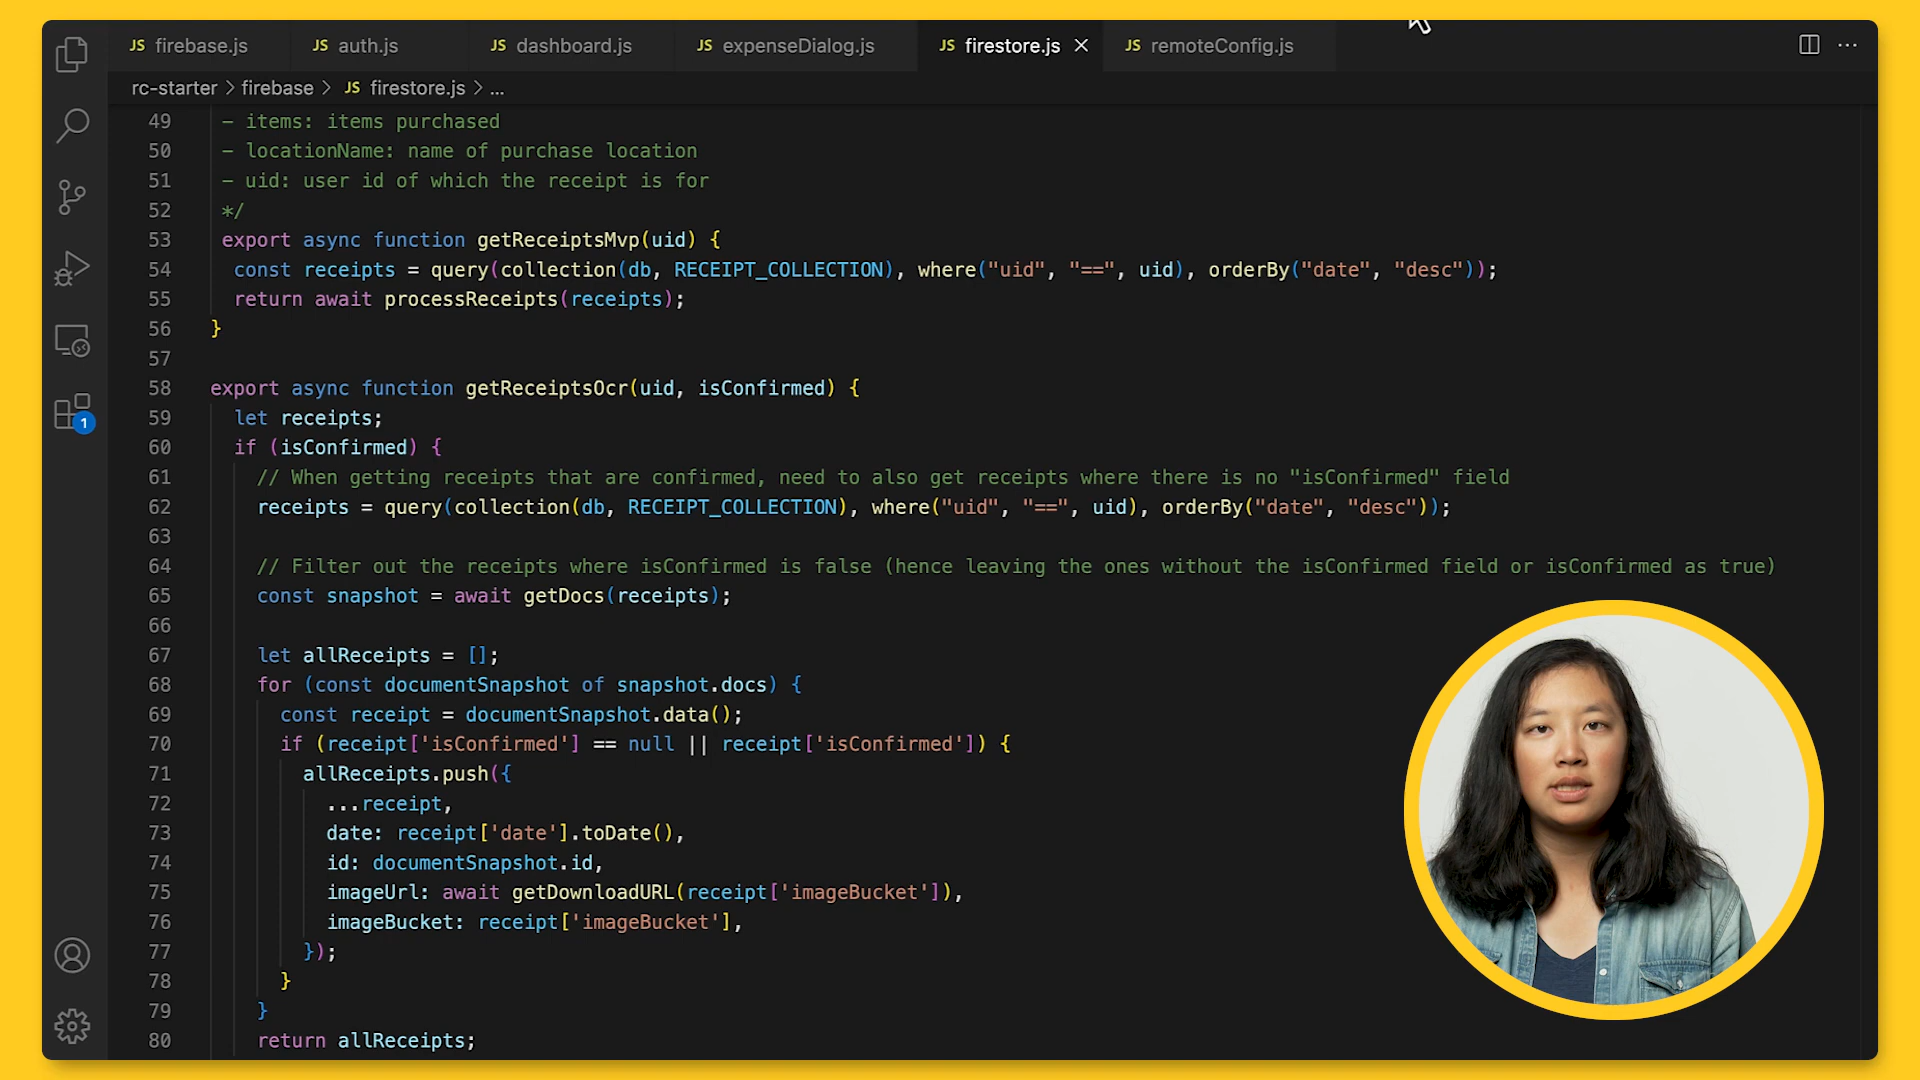 JS firebase.js JS auth.js JS dashboard.js JS expenseDialog.js JS firestore.js JS remoteConfig.js
rc-starter > firebase > JS firestore.js > ...
49 - items: items purchased
50 - locationName: name of purchase location
51 - uid: user id of which the receipt is for
52 */
53 export async function getReceiptsMvp(uid) {
54 const receipts = query(collection(db, RECEIPT_COLLECTION), where("uid", "==", uid), orderBy("date", "desc"));
55 return await processReceipts(receipts);
56 }
57
58 export async function getReceiptsOcr(uid, isConfirmed) {
59 let receipts;
60 if (isConfirmed) {
61 // When getting receipts that are confirmed, need to also get receipts where there is no "isConfirmed" field
62 receipts = query(collection(db, RECEIPT_COLLECTION), where("uid", "==", uid), orderBy("date", "desc"));
63
64 // Filter out the receipts where isConfirmed is false (hence leaving the ones without the isConfirmed field or isConfirmed as true)
65 const snapshot = await getDocs(receipts);
66
67 let allReceipts = [];
68 for (const documentSnapshot of snapshot.docs) {
69 const receipt = documentSnapshot.data();
70 if (receipt['isConfirmed'] == null || receipt['isConfirmed']) {
71 allReceipts.push({
72 ...receipt,
73 date: receipt['date'].toDate(),
74 id: documentSnapshot.id,
75 imageUrl: await getDownloadURL(receipt['imageBucket']),
76 imageBucket: receipt['imageBucket'],
77 });
78 }
79 }
80 return allReceipts;
1